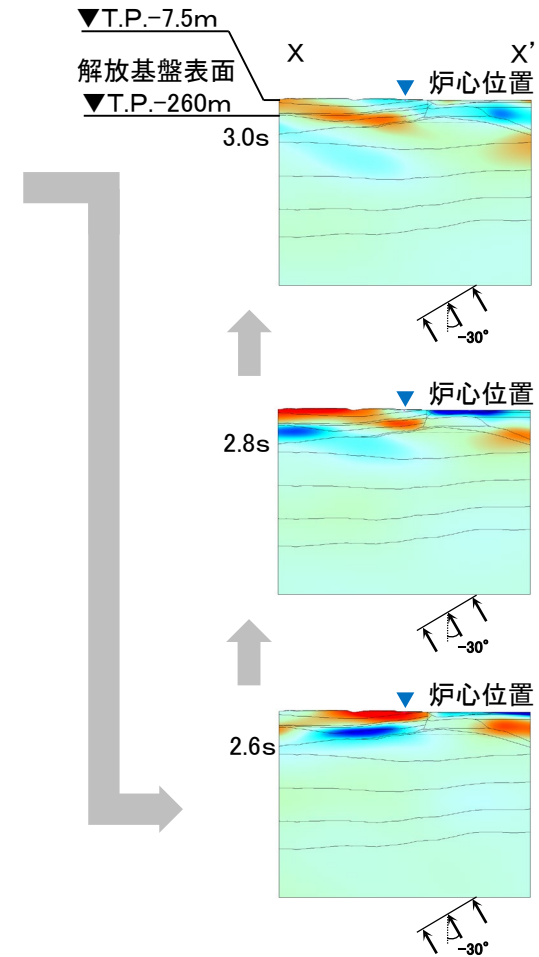 ▼T.P.-7.5m
X X'
解放基盤表面
▼ 炉心位置
▼T.P.-260m
3.0s
-30°
▼ 炉心位置
2.8s
-30°
▼ 炉心位置
2.6s
-30°